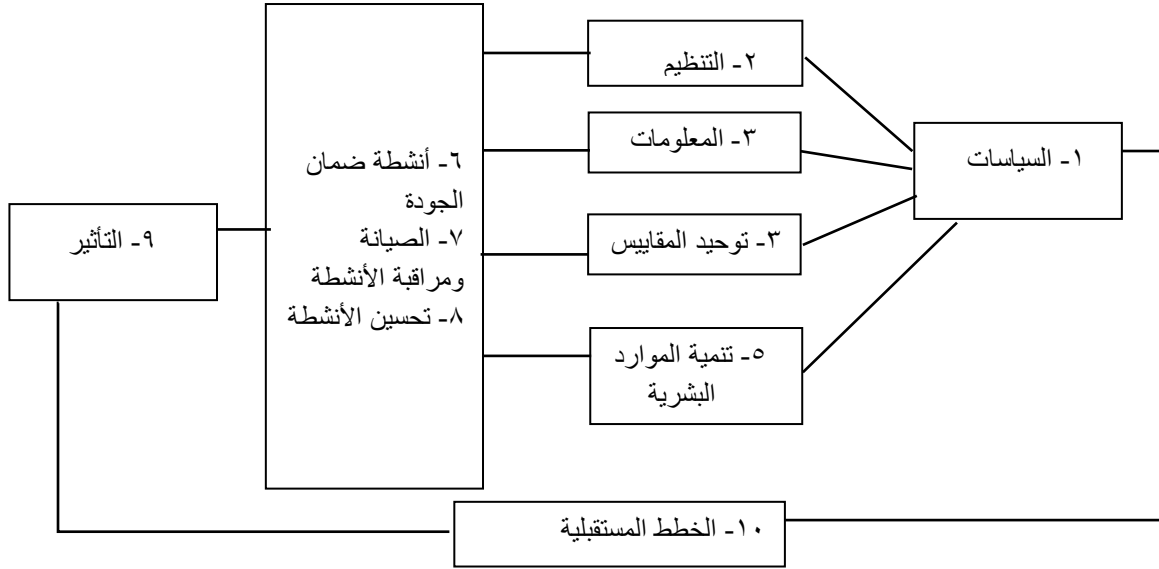 ١- السياسات
٢- التنظيم
٣- المعلومات
٣- توحيد المقاييس
٥- تنمية الموارد
البشرية
٦- أنشطة ضمان
الجودة
٧- الصيانة
ومراقبة الأنشطة
٨- تحسين الأنشطة
٩- التأثير
١٠- الخطط المستقبلية